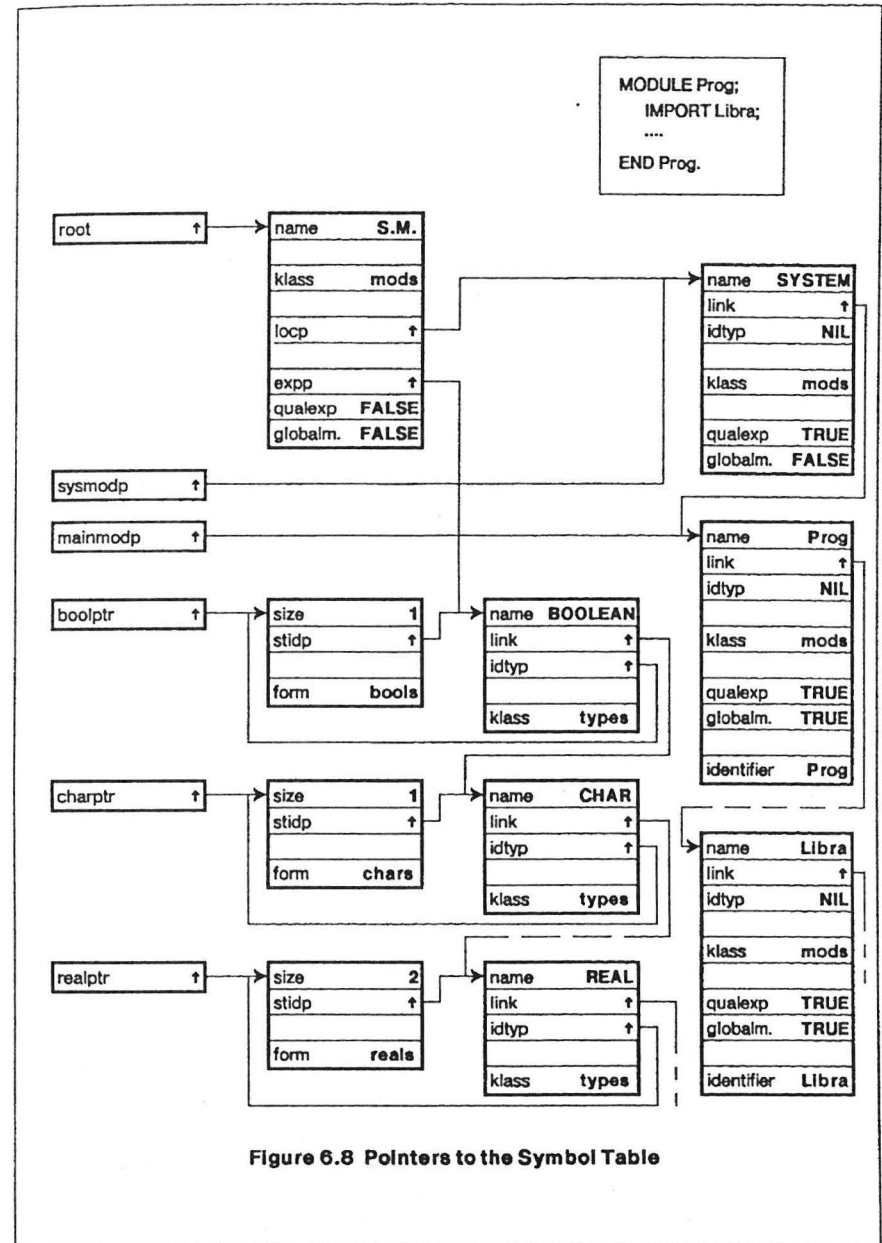 MODULE Prog;
IMPORT Libra;
....
END Prog.
root ↑
name S.M.
klass mods
locp ↑
expp ↑
qualexp FALSE
globalm. FALSE
name SYSTEM
link ↑
idtyp NIL
klass mods
qualexp TRUE
globalm. FALSE
sysmodp ↑
mainmodp ↑
name Prog
link ↑
idtyp NIL
klass mods
qualexp TRUE
globalm. TRUE
identifier Prog
boolptr ↑
size 1
stidp ↑
form bools
name BOOLEAN
link ↑
idtyp ↑
klass types
charptr ↑
size 1
stidp ↑
form chars
name CHAR
link ↑
idtyp ↑
klass types
name Libra
link ↑
idtyp NIL
klass mods
qualexp TRUE
globalm. TRUE
identifier Libra
realptr ↑
size 2
stidp ↑
form reals
name REAL
link ↑
idtyp ↑
klass types
Figure 6.8 Pointers to the Symbol Table